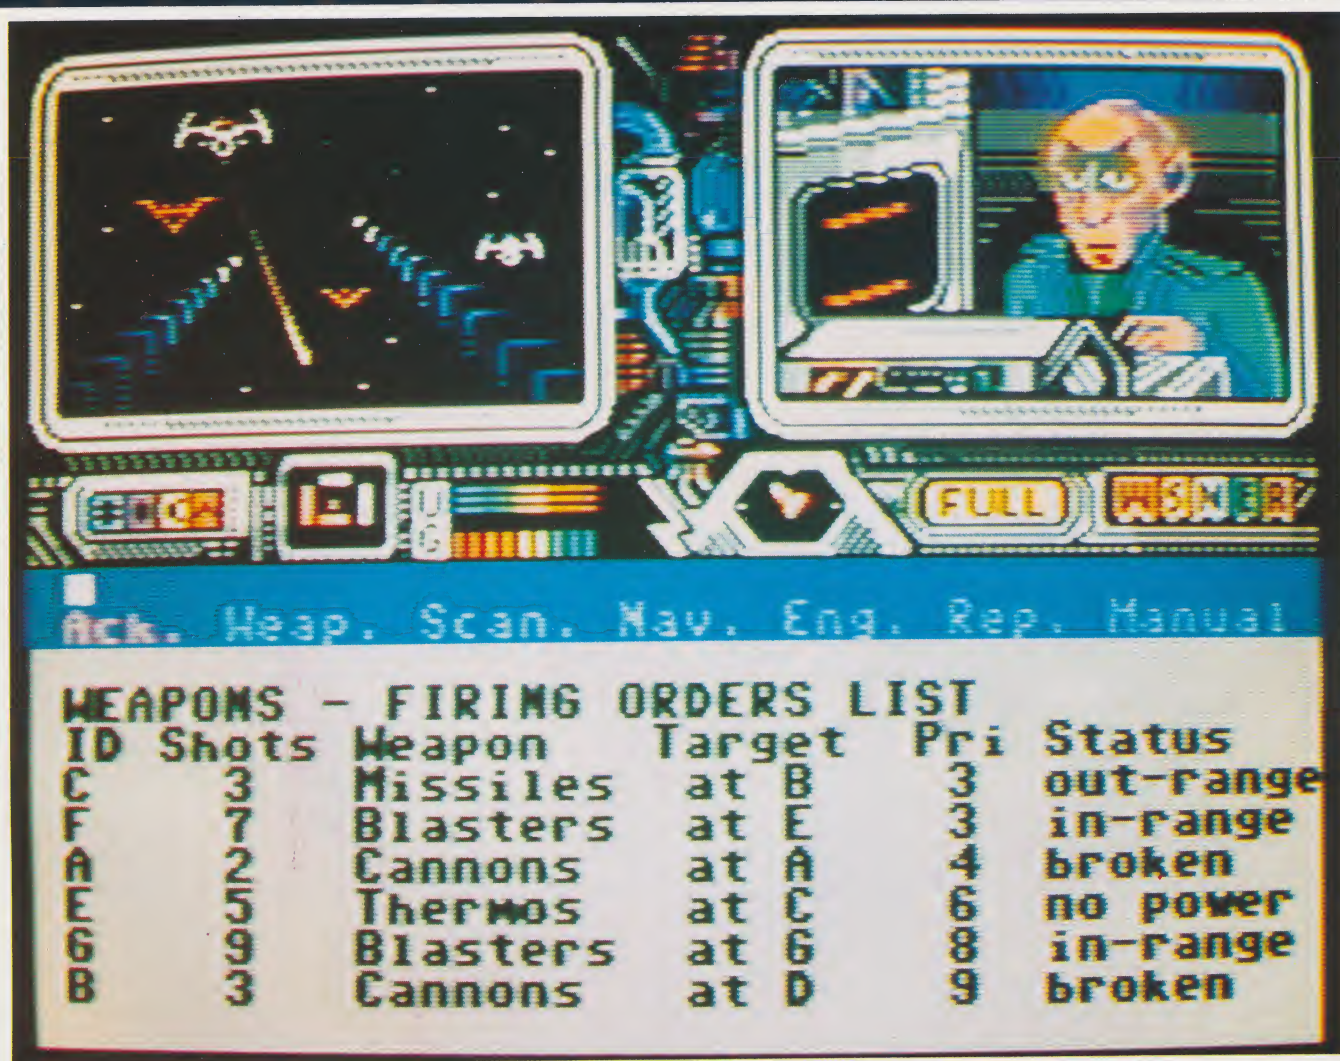 FULL
Ack. Weap. Scan. Nav. Eng. Rep. Manual
WEAPONS - FIRING ORDERS LIST
ID Shots Weapon Target Pri Status
C 3 Missiles at B 3 out-range
F 7 Blasters at E 3 in-range
A 2 Cannons at A 4 broken
E 5 Thermos at C 6 no power
G 9 Blasters at G 8 in-range
B 3 Cannons at D 9 broken